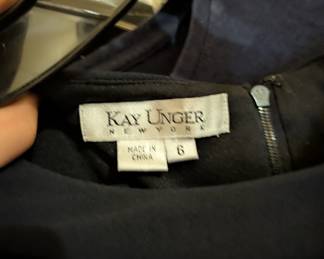 KAY UNGER
NEW YORK
MADE IN
CHINA
6